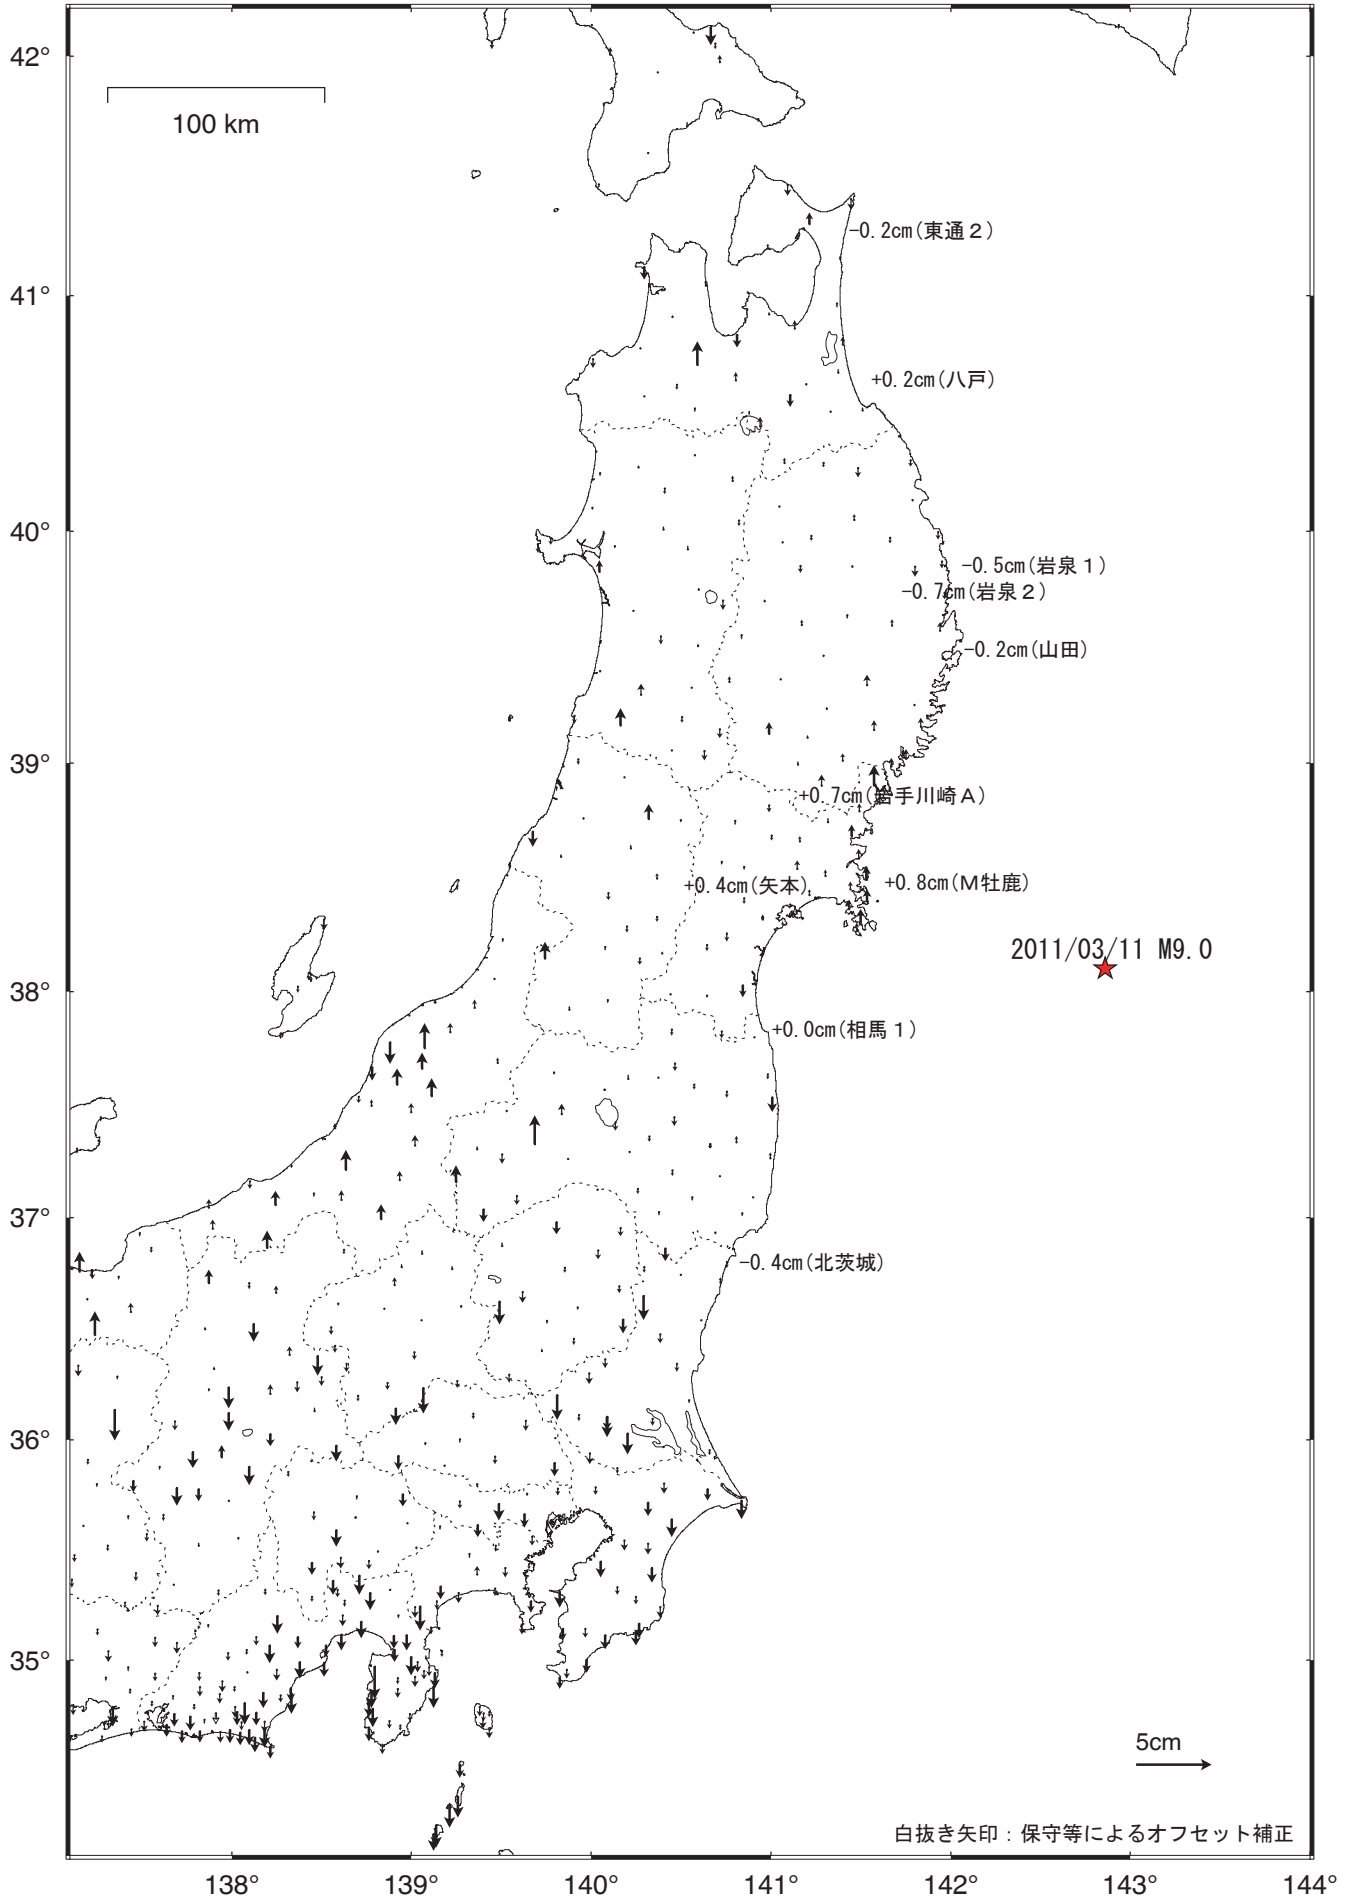 42°
100 km
-0.2cm(東通２)
41°
+0.2cm(八戸)
40°
-0.5cm(岩泉１)
-0.7cm(岩泉２)
-0.2cm(山田)
39°
+0.7cm(岩手川崎Ａ)
+0.4cm(矢本)
+0.8cm(Ｍ牡鹿)
2011/03/11 M9.0
38°
+0.0cm(相馬１)
37°
-0.4cm(北茨城)
36°
35°
5cm
白抜き矢印：保守等によるオフセット補正
138° 139° 140° 141° 142° 143° 144°